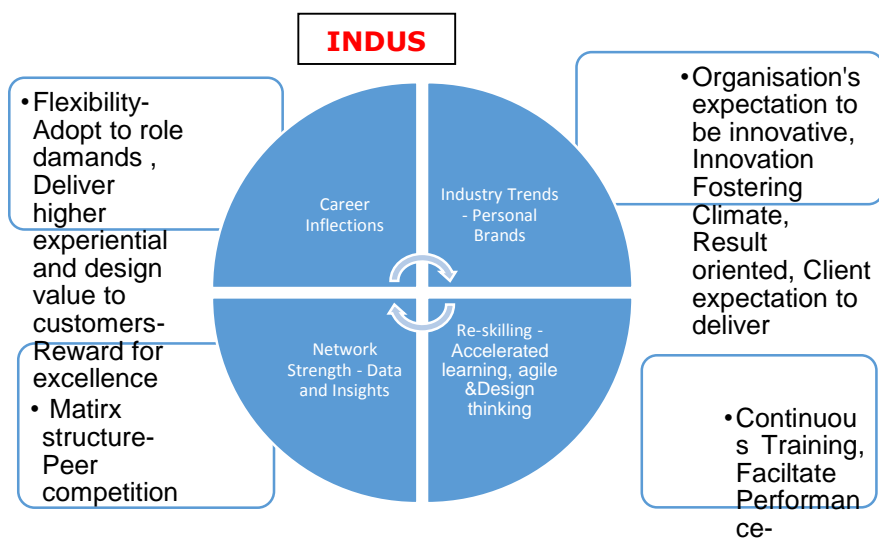 INDUS
•Flexibility-
Adopt to role
damands ,
Deliver
higher
experiential
and design
value to
customers-
Reward for
excellence
• Matirx
structure-
Peer
competition
Career
Inflections
Industry Trends
- Personal
Brands
Network
Strength - Data
and Insights
Re-skilling -
Accelerated
learning, agile
&Design
thinking
•Organisation's
expectation to
be innovative,
Innovation
Fostering
Climate,
Result
oriented, Client
expectation to
deliver
•Continuou
s Training,
Faciltate
Performan
ce-